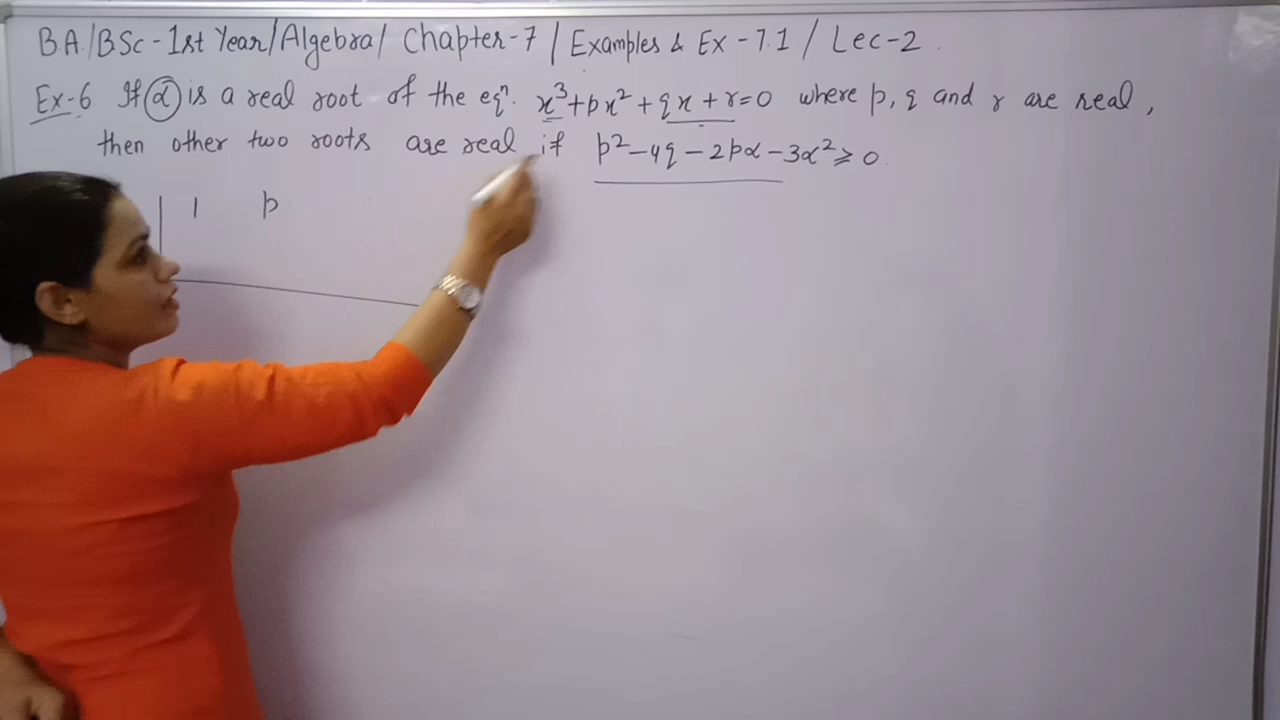 BA/BSc-1st Year/Algebra/ Chapter-7 / Examples & Ex-7.1 / Lec-2
Ex-6 If α is a real root of the eqⁿ. x³+px²+qx+r=0 where p, q and r are real,
then other two roots are real if p²-4q-2pα-3α²≥0
1 p